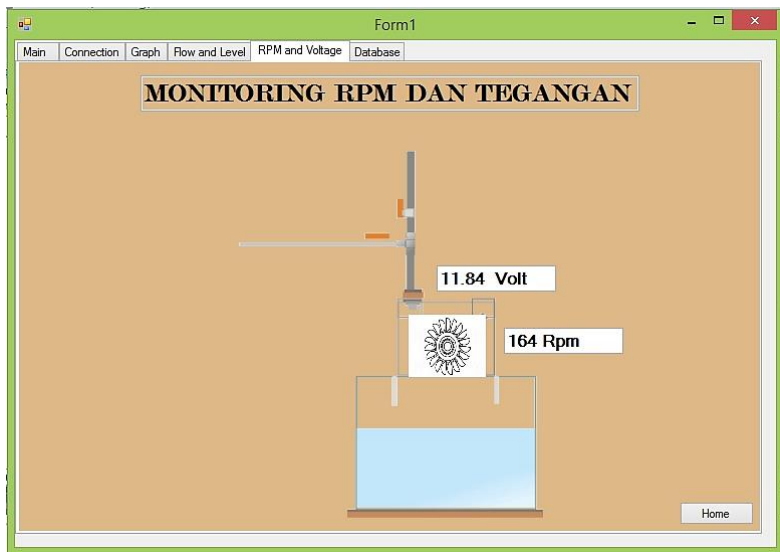 Form1
Main Connection Graph Flow and Level RPM and Voltage Database
MONITORING RPM DAN TEGANGAN
11.84 Volt
164 Rpm
Home